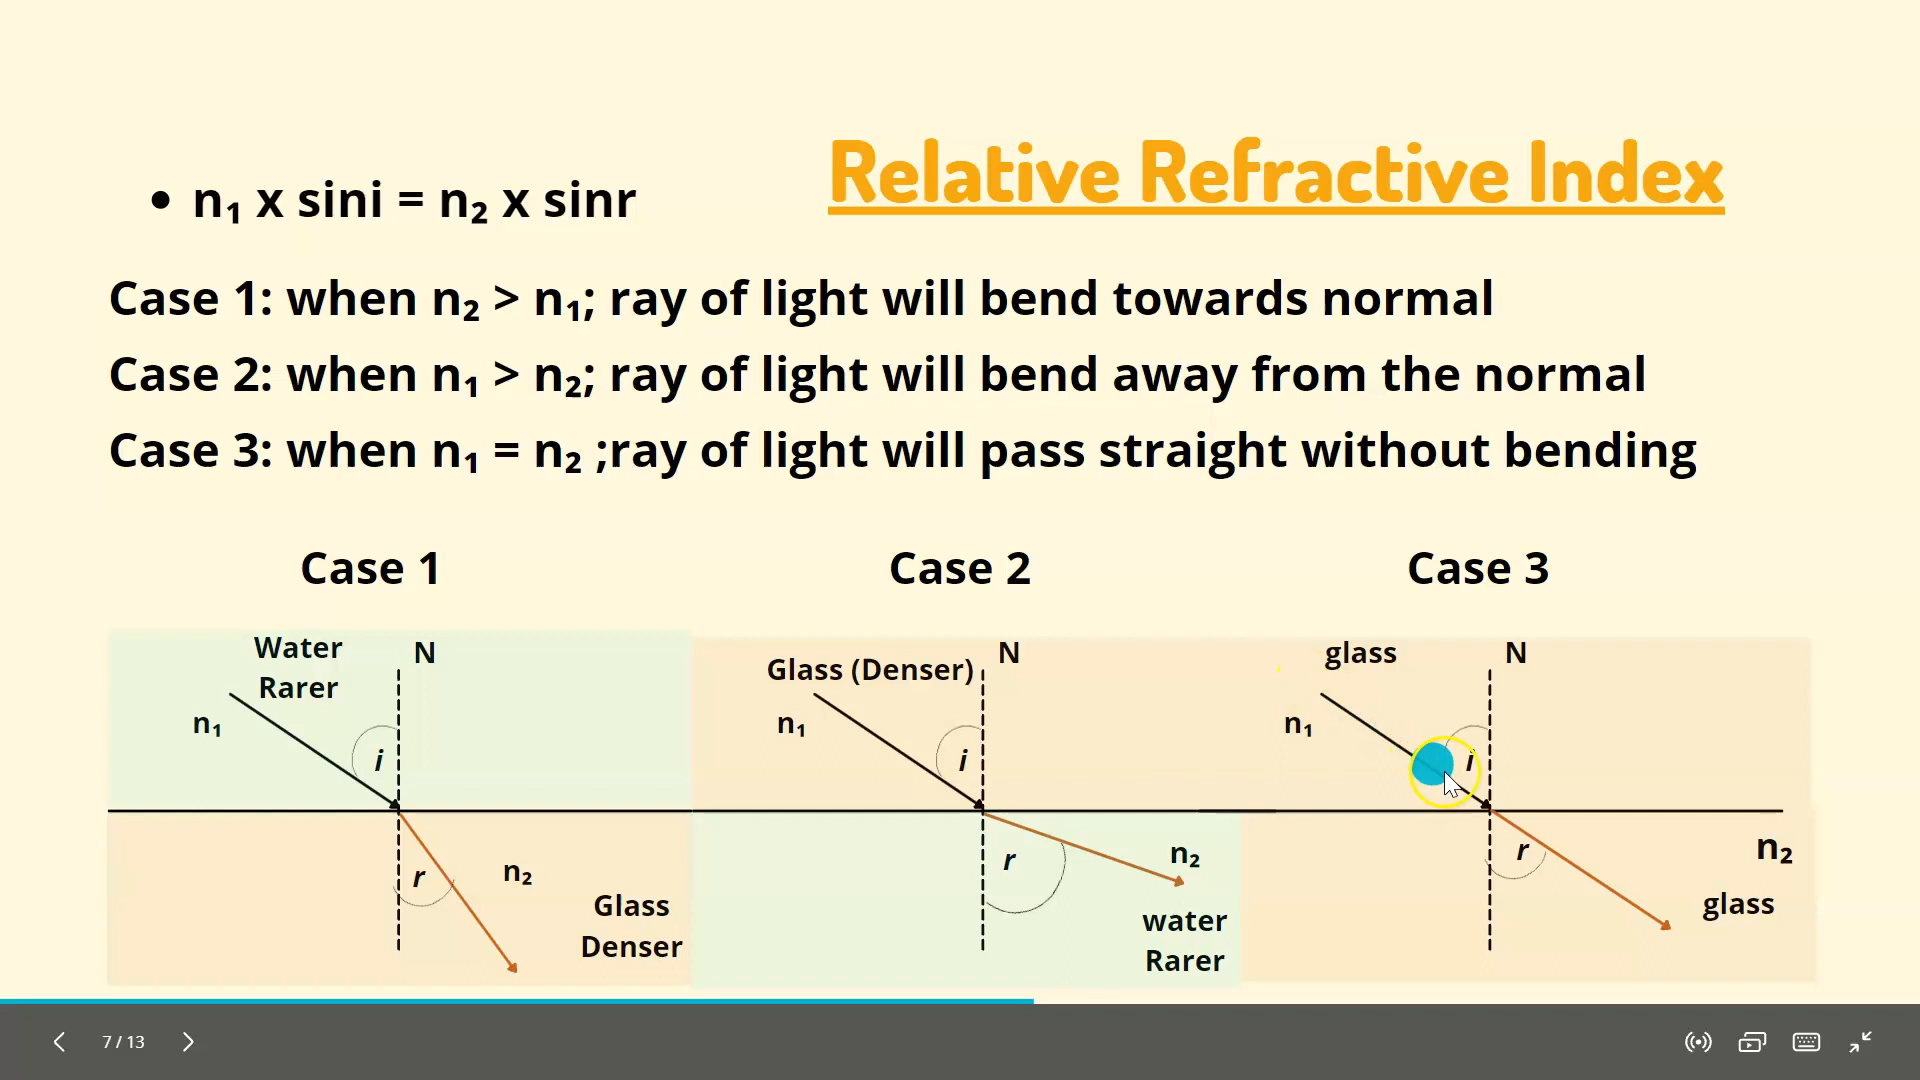 Relative Refractive Index
• n₁ x sini = n₂ x sinr
Case 1: when n₂ > n₁; ray of light will bend towards normal
Case 2: when n₁ > n₂; ray of light will bend away from the normal
Case 3: when n₁ = n₂ ;ray of light will pass straight without bending
Case 1
Water
Rarer
N
n₁
i
r
n₂
Glass
Denser
Case 2
Glass (Denser)
N
n₁
i
r
n₂
water
Rarer
Case 3
glass
N
n₁
i
r
n₂
glass
7 / 13